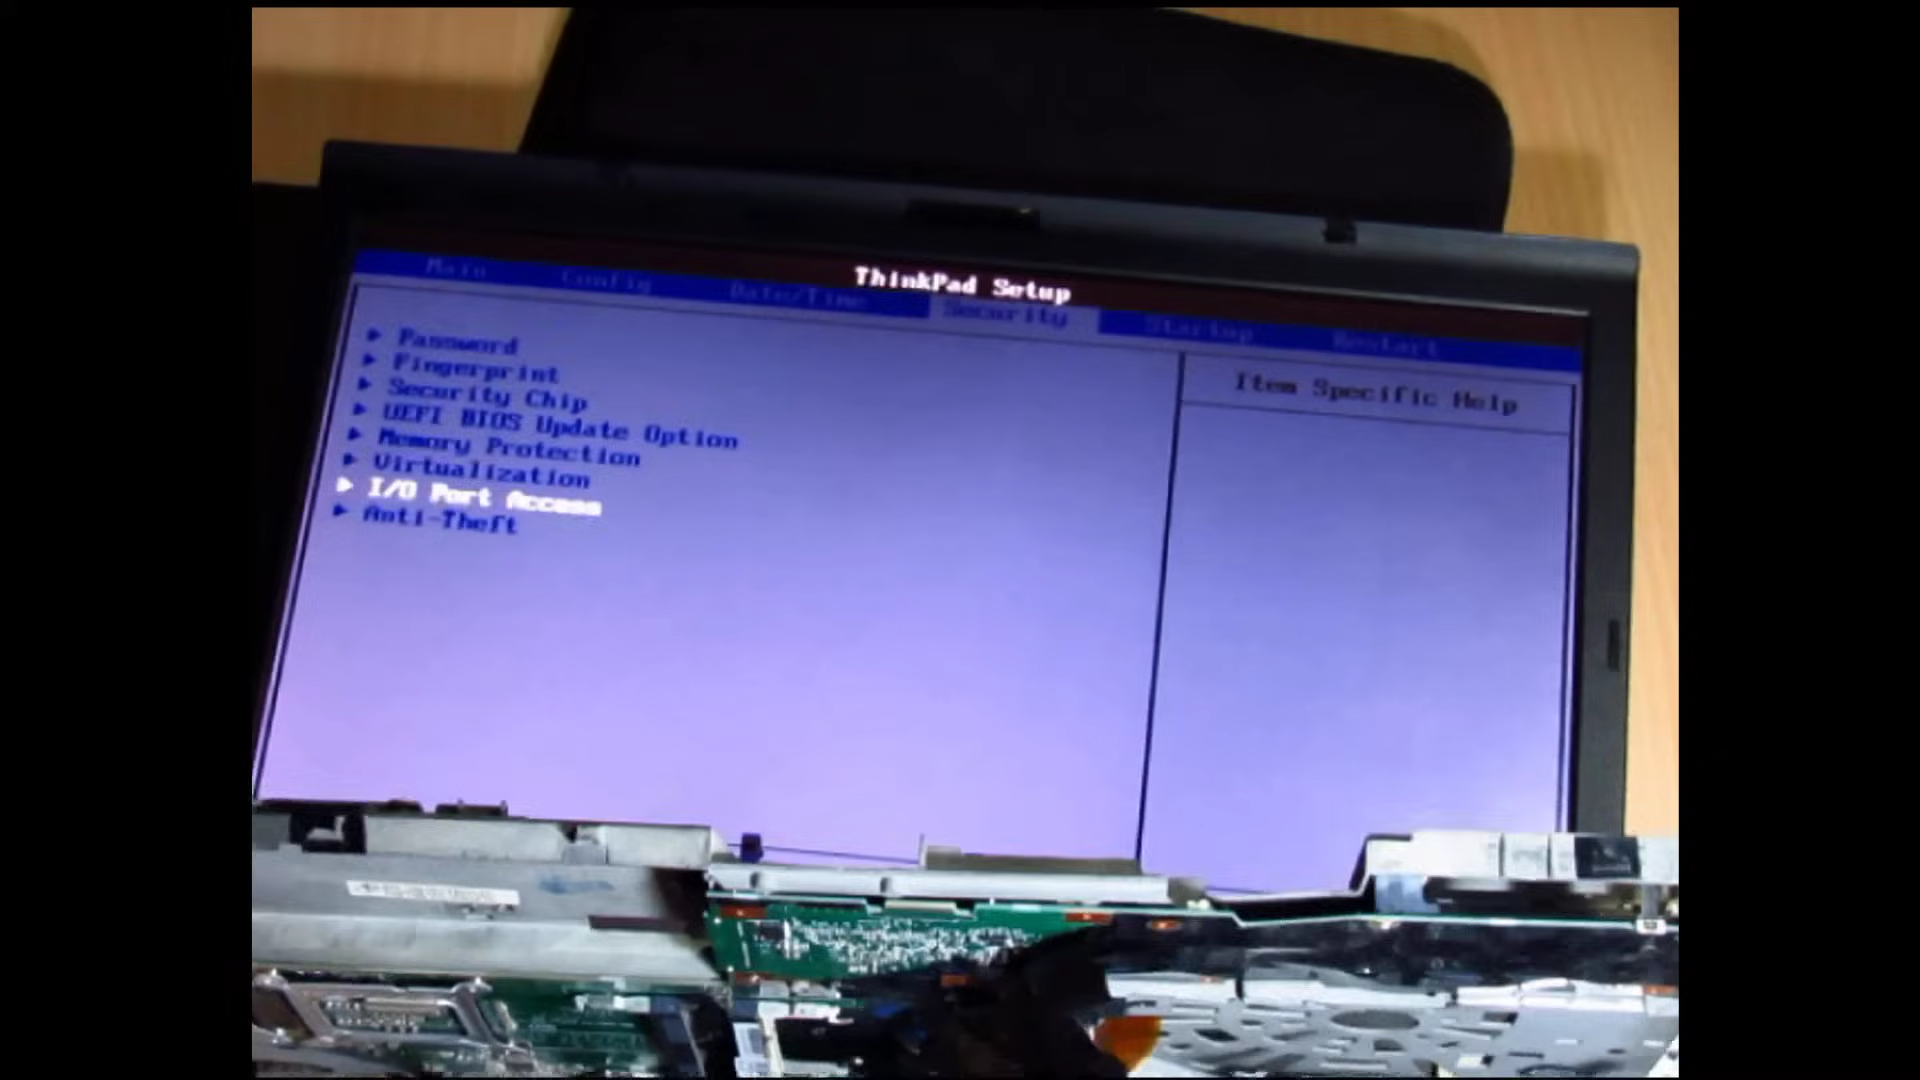 ThinkPad Setup
Main Config Date/Time Security Startup Restart
Password
Fingerprint
Security Chip
UEFI BIOS Update Option
Memory Protection
Virtualization
I/O Port Access
Anti-Theft
Item Specific Help